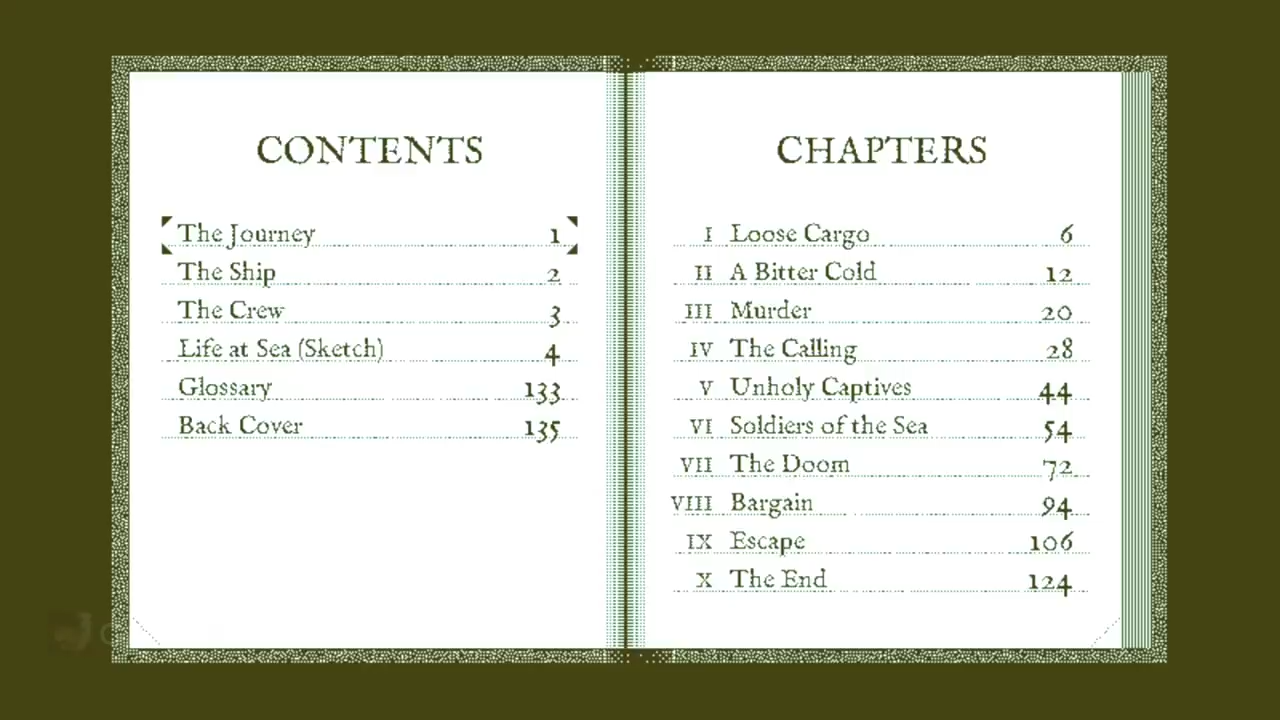 CONTENTS
The Journey 1
The Ship 2
The Crew 3
Life at Sea (Sketch) 4
Glossary 133
Back Cover 135
CHAPTERS
I Loose Cargo 6
II A Bitter Cold 12
III Murder 20
IV The Calling 28
V Unholy Captives 44
VI Soldiers of the Sea 54
VII The Doom 72
VIII Bargain 94
IX Escape 106
X The End 124